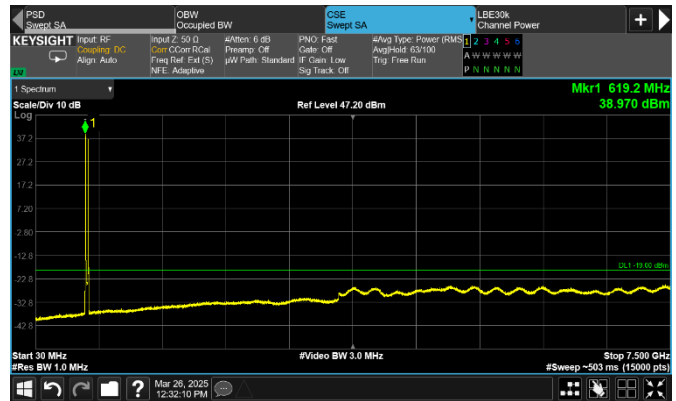 PSD
Swept SA
OBW
Occupied BW
CSE
Swept SA
LBE30k
Channel Power
KEYSIGHT
Input: RF
Coupling: DC
Align: Auto
Input Z: 50 Ω
Corr CCorr RCal
Freq Ref: Ext (S)
NFE: Adaptive
#Atten: 6 dB
Preamp: Off
µW Path: Standard
PNO: Fast
Gate: Off
IF Gain: Low
Sig Track: Off
#Avg Type: Power (RMS)
Avg|Hold: 63/100
Trig: Free Run
1 2 3 4 5 6
A W W W W W
P N N N N N
LXI
1 Spectrum
Scale/Div 10 dB
Ref Level 47.20 dBm
Mkr1 619.2 MHz
38.970 dBm
Log
1
37.2
27.2
17.2
7.20
-2.80
-12.8
DL1 -19.00 dBm
-22.8
-32.8
-42.8
Start 30 MHz
#Video BW 3.0 MHz
Stop 7.500 GHz
#Res BW 1.0 MHz
#Sweep ~503 ms (15000 pts)
?
Mar 26, 2025
12:32:10 PM